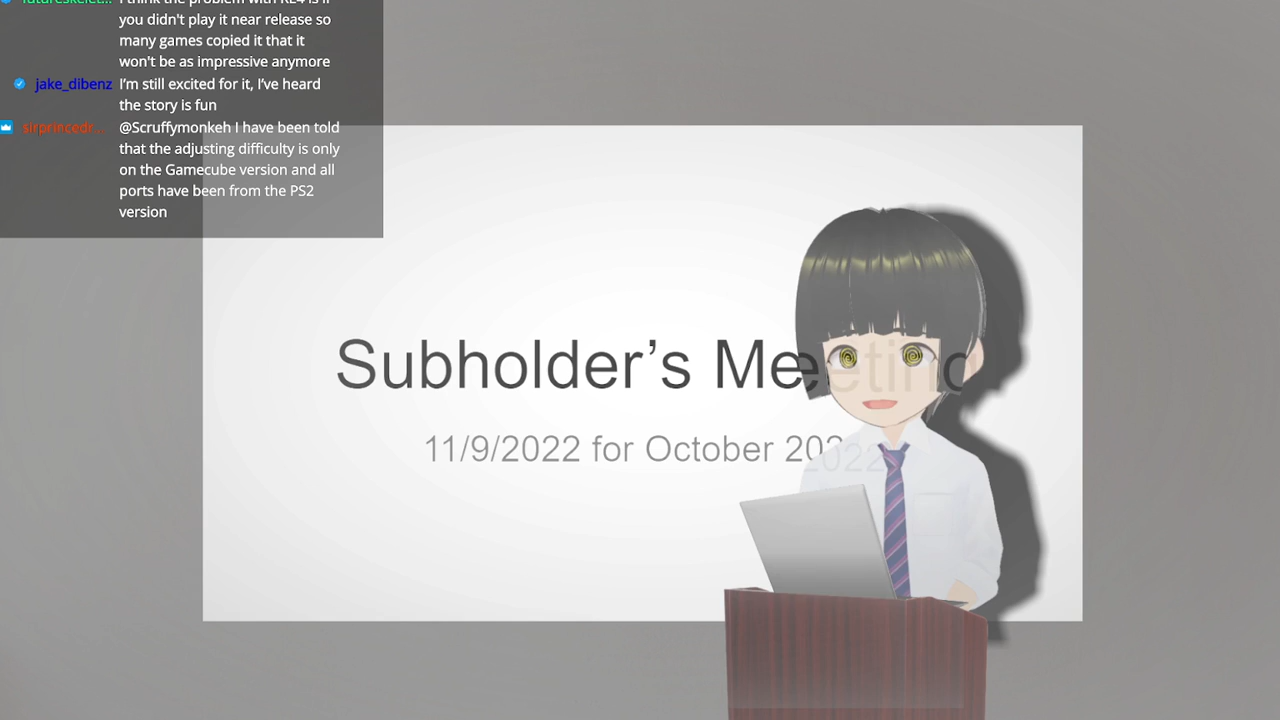 I think the problem with RE4 is if
you didn't play it near release so
many games copied it that it
won't be as impressive anymore
jake_dibenz I'm still excited for it, I've heard
the story is fun
sirprincedr... @Scruffymonkeh I have been told
that the adjusting difficulty is only
on the Gamecube version and all
ports have been from the PS2
version
Subholder's Meeting
11/9/2022 for October 2022